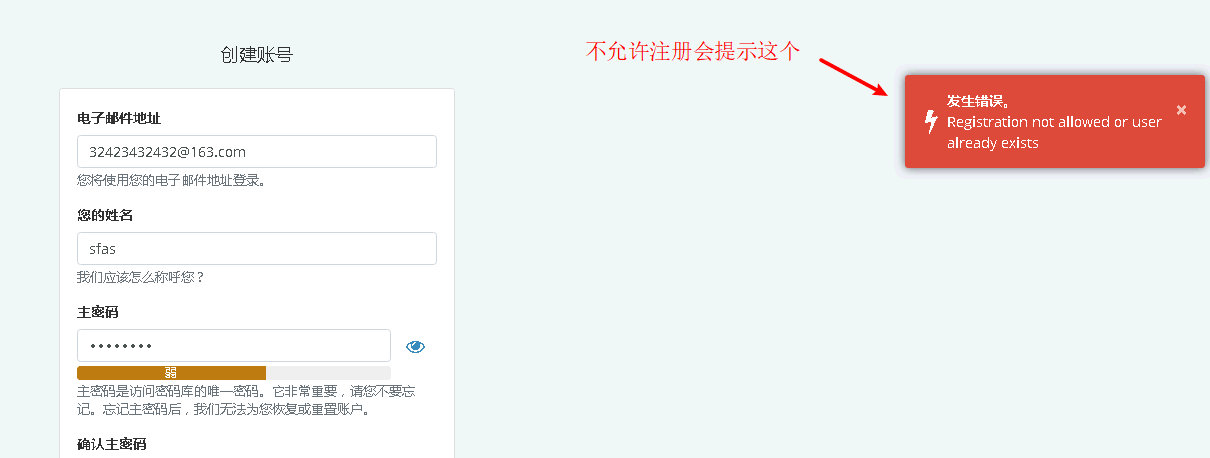 创建账号
不允许注册会提示这个
发生错误。
Registration not allowed or user
already exists
×
电子邮件地址
32423432432@163.com
您将使用您的电子邮件地址登录。
您的姓名
sfas
我们应该怎么称呼您？
主密码
••••••••
弱
主密码是访问密码库的唯一密码。它非常重要，请您不要忘
记。忘记主密码后，我们无法为您恢复或重置账户。
确认主密码